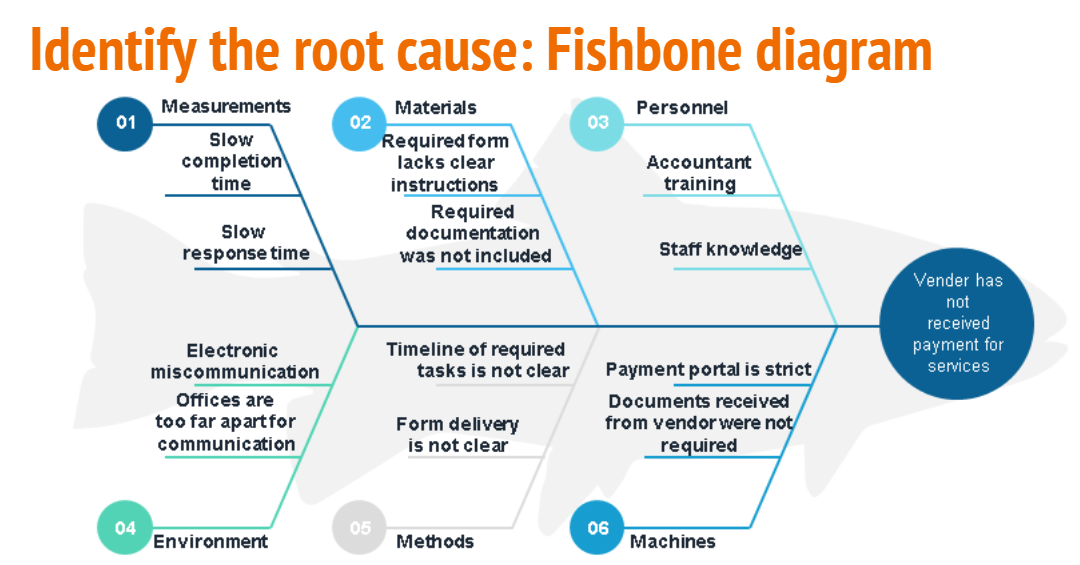 Identify the root cause: Fishbone diagram
01
Measurements
Slow
completion
time
Slow
response time
02
Materials
Required form
lacks clear
instructions
Required
documentation
was not included
03
Personnel
Accountant
training
Staff knowledge
Vender has
not
received
payment for
services
Electronic
miscommunication
Offices are
too far apart for
communication
04
Environment
Timeline of required
tasks is not clear
Form delivery
is not clear
05
Methods
Payment portal is strict
Documents received
from vendor were not
required
06
Machines